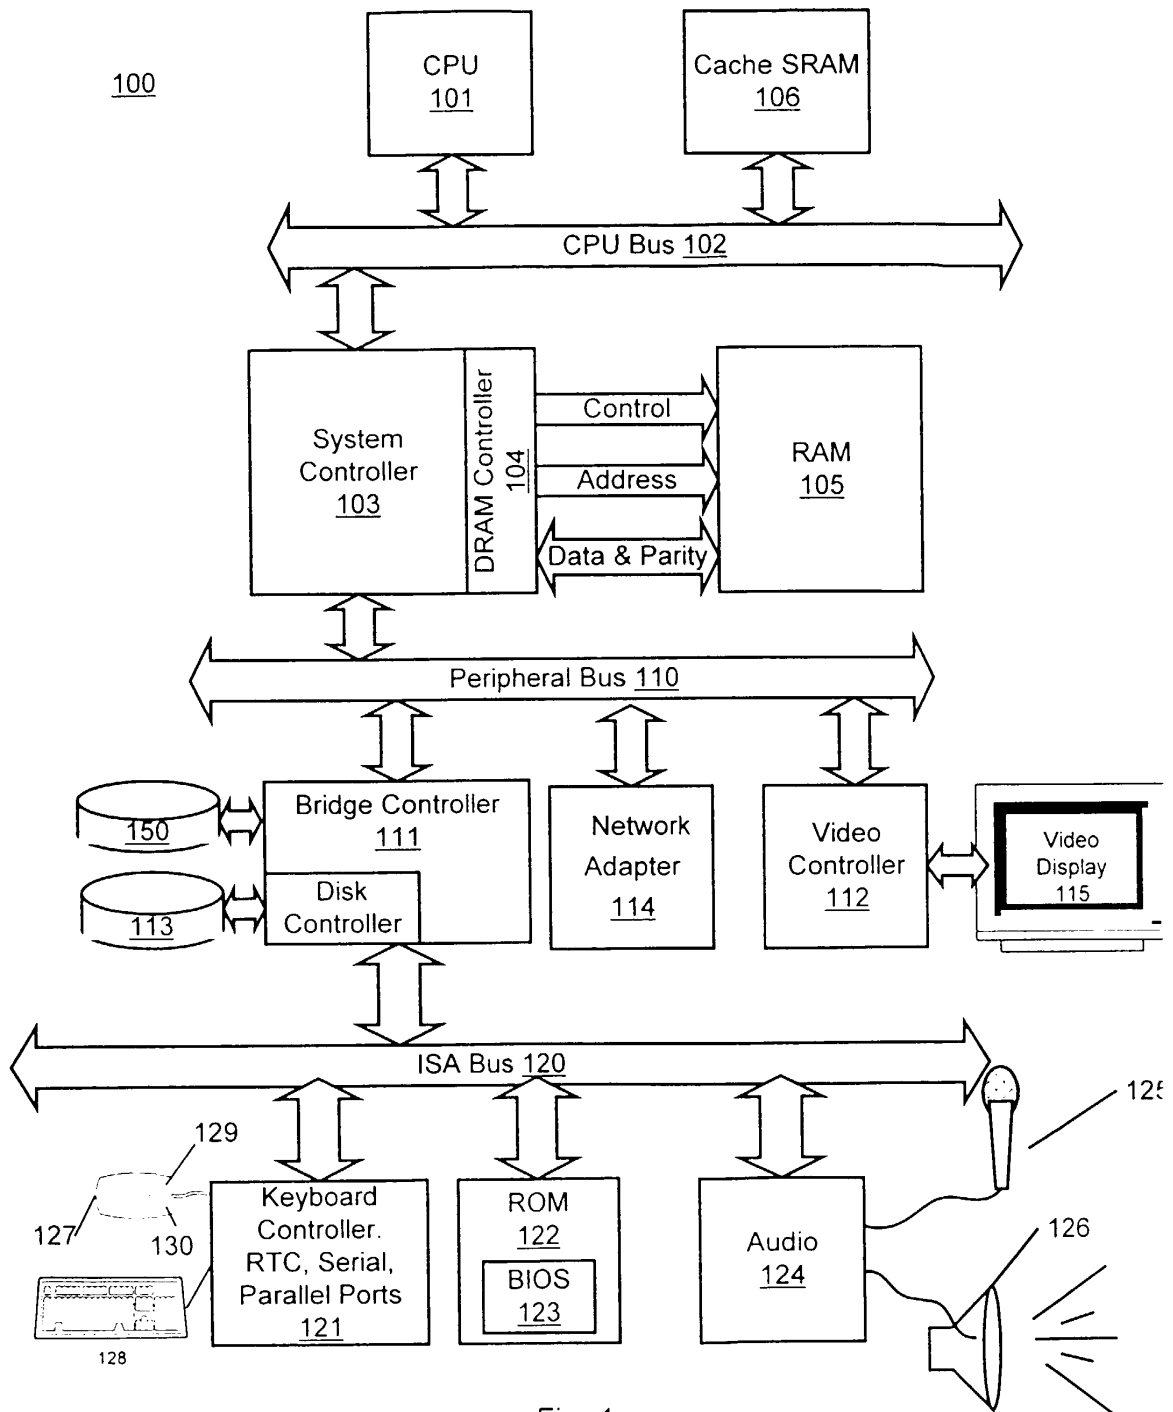 100
CPU
101
Cache SRAM
106
CPU Bus 102
System
Controller
103
DRAM Controller
104
Control
Address
Data & Parity
RAM
105
Peripheral Bus 110
150
113
Bridge Controller
111
Disk
Controller
Network
Adapter
114
Video
Controller
112
Video
Display
115
ISA Bus 120
125
129
127
130
128
Keyboard
Controller.
RTC, Serial,
Parallel Ports
121
ROM
122
BIOS
123
Audio
124
126